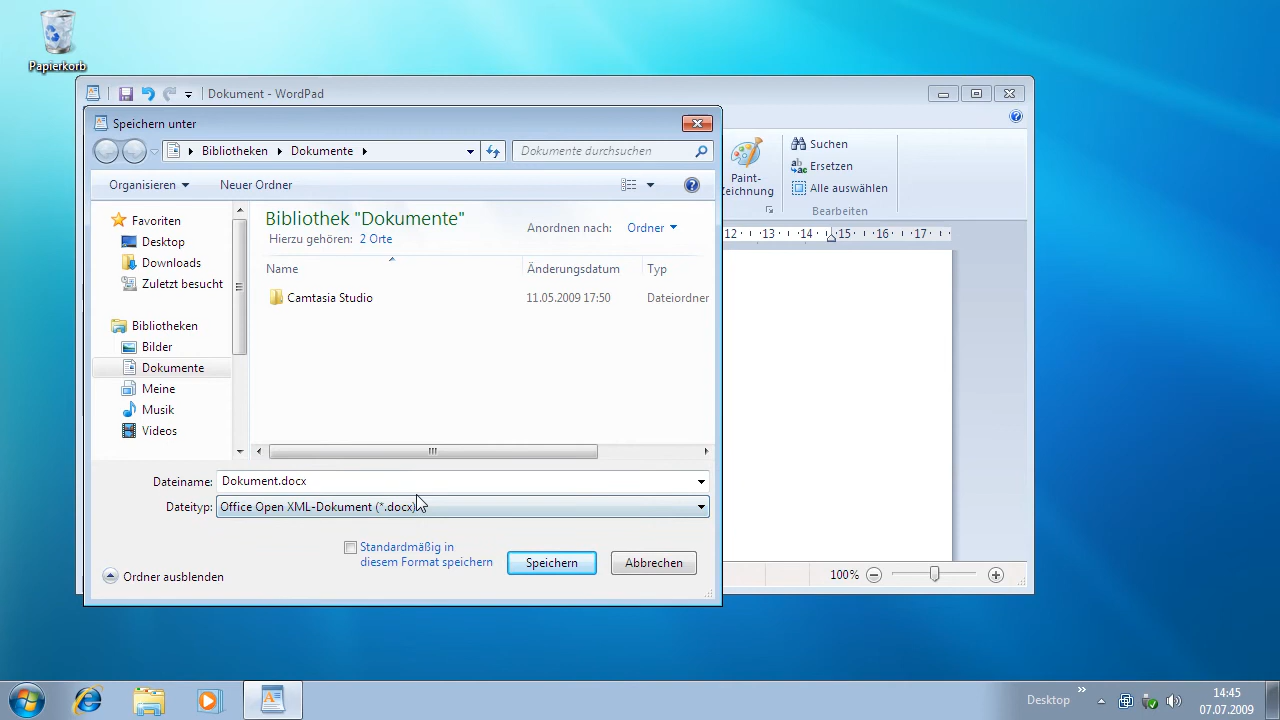 Papierkorb
Dokument - WordPad
Speichern unter
Bibliotheken Dokumente
Dokumente durchsuchen
Organisieren Neuer Ordner
Favoriten
Desktop
Downloads
Zuletzt besucht
Bibliotheken
Bilder
Dokumente
Meine
Musik
Videos
Bibliothek "Dokumente"
Hierzu gehören: 2 Orte
Anordnen nach: Ordner
Name Änderungsdatum Typ
Camtasia Studio 11.05.2009 17:50 Dateiordner
Dateiname: Dokument.docx
Dateityp: Office Open XML-Dokument (*.docx)
Standardmäßig in
diesem Format speichern
Speichern Abbrechen
Ordner ausblenden
Paint-
zeichnung
Suchen
Ersetzen
Alle auswählen
Bearbeiten
12 13 14 15 16 17
100%
Desktop
14:45
07.07.2009